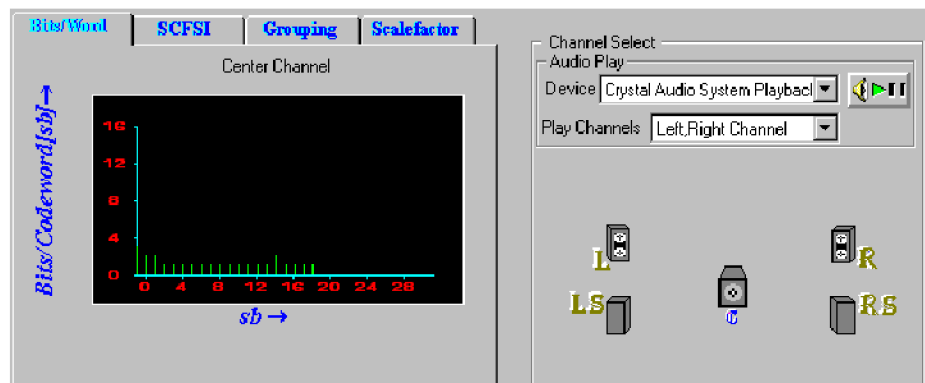 Bits/Word SCFSI Grouping Scalefactor
Center Channel
Bits/Codeword[sb]→
16
12
8
4
0
0 4 8 12 16 20 24 28
sb →
Channel Select
Audio Play
Device Crystal Audio System Playbacl
Play Channels Left,Right Channel
L R
LS C RS